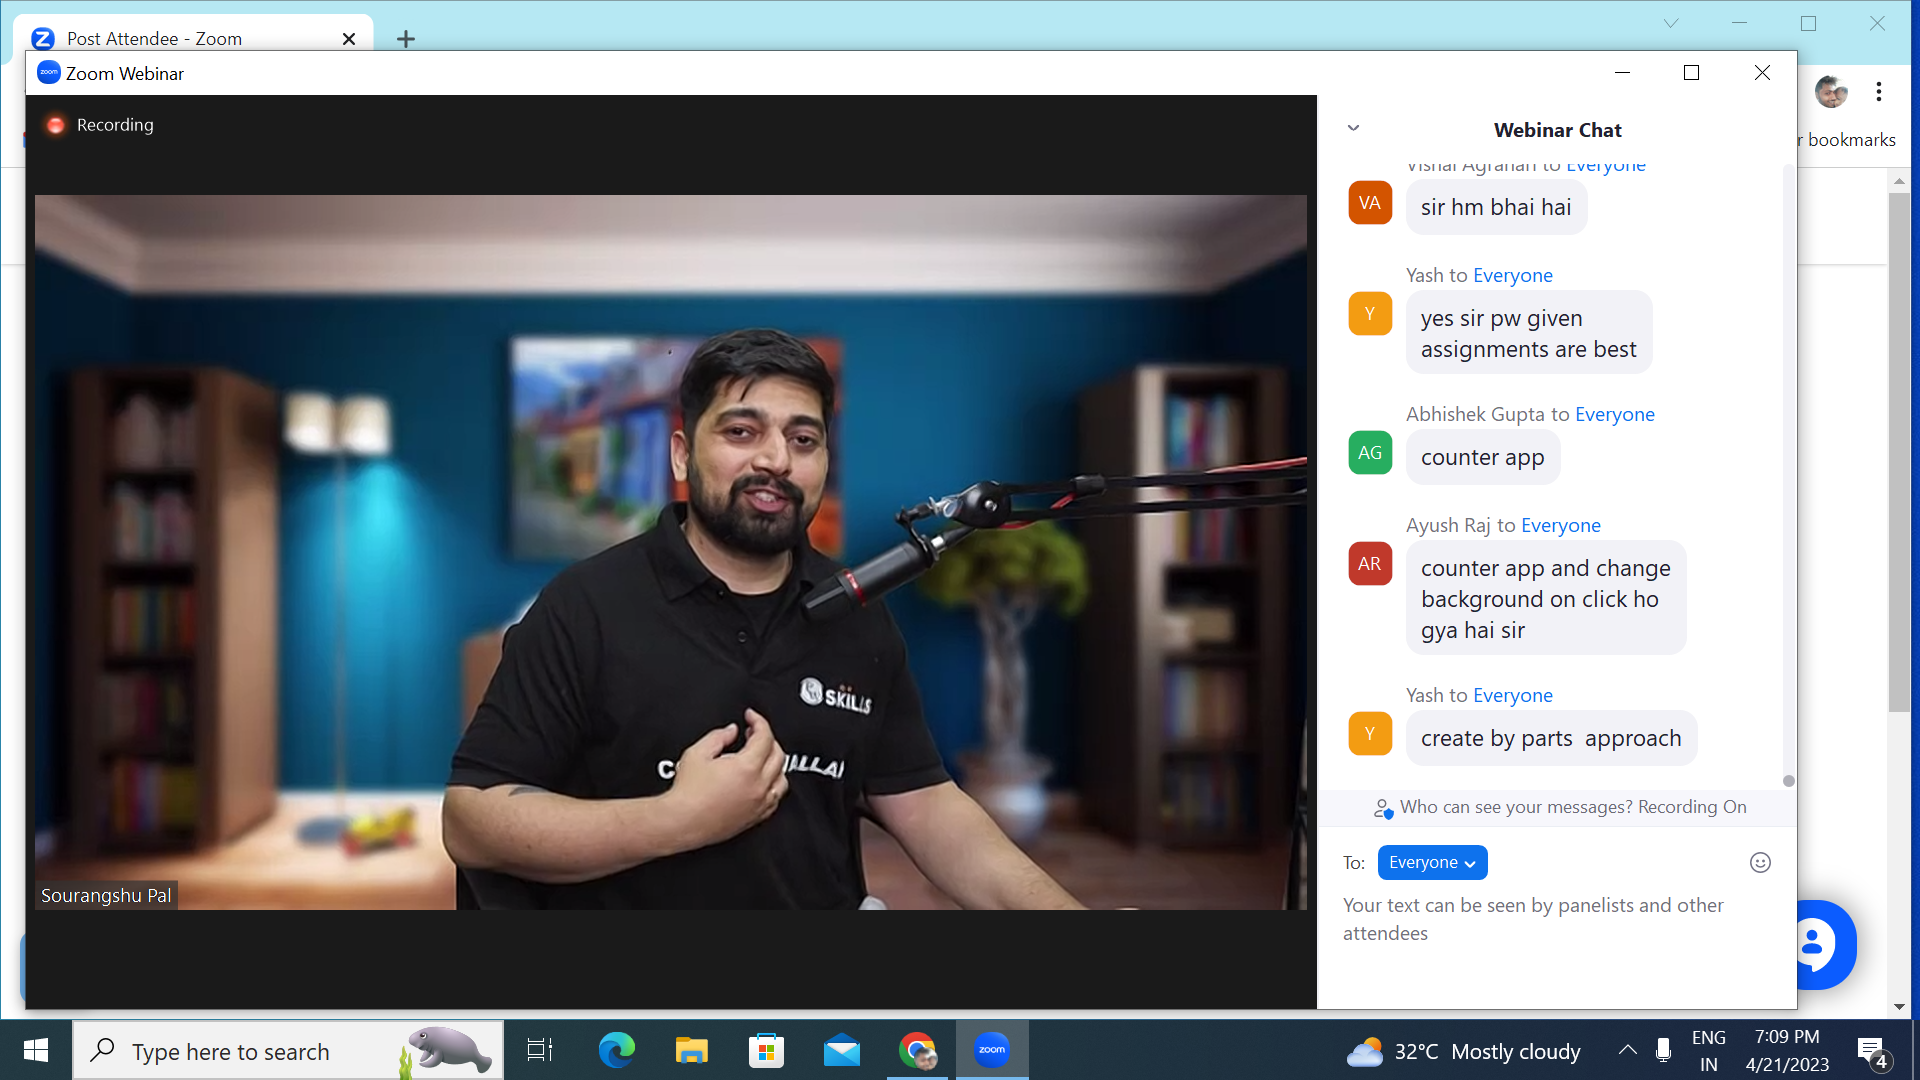 Post Attendee - Zoom
zoom
Zoom Webinar
Recording
SKILLS
Sourangshu Pal
bookmarks
Webinar Chat
Vishal Agrahari to Everyone
VA
sir hm bhai hai
Yash to Everyone
Y
yes sir pw given
assignments are best
Abhishek Gupta to Everyone
AG
counter app
Ayush Raj to Everyone
AR
counter app and change
background on click ho
gya hai sir
Yash to Everyone
Y
create by parts  approach
Who can see your messages? Recording On
To: Everyone
Your text can be seen by panelists and other
attendees
Type here to search
zoom
32°C Mostly cloudy
ENG
IN
7:09 PM
4/21/2023
4